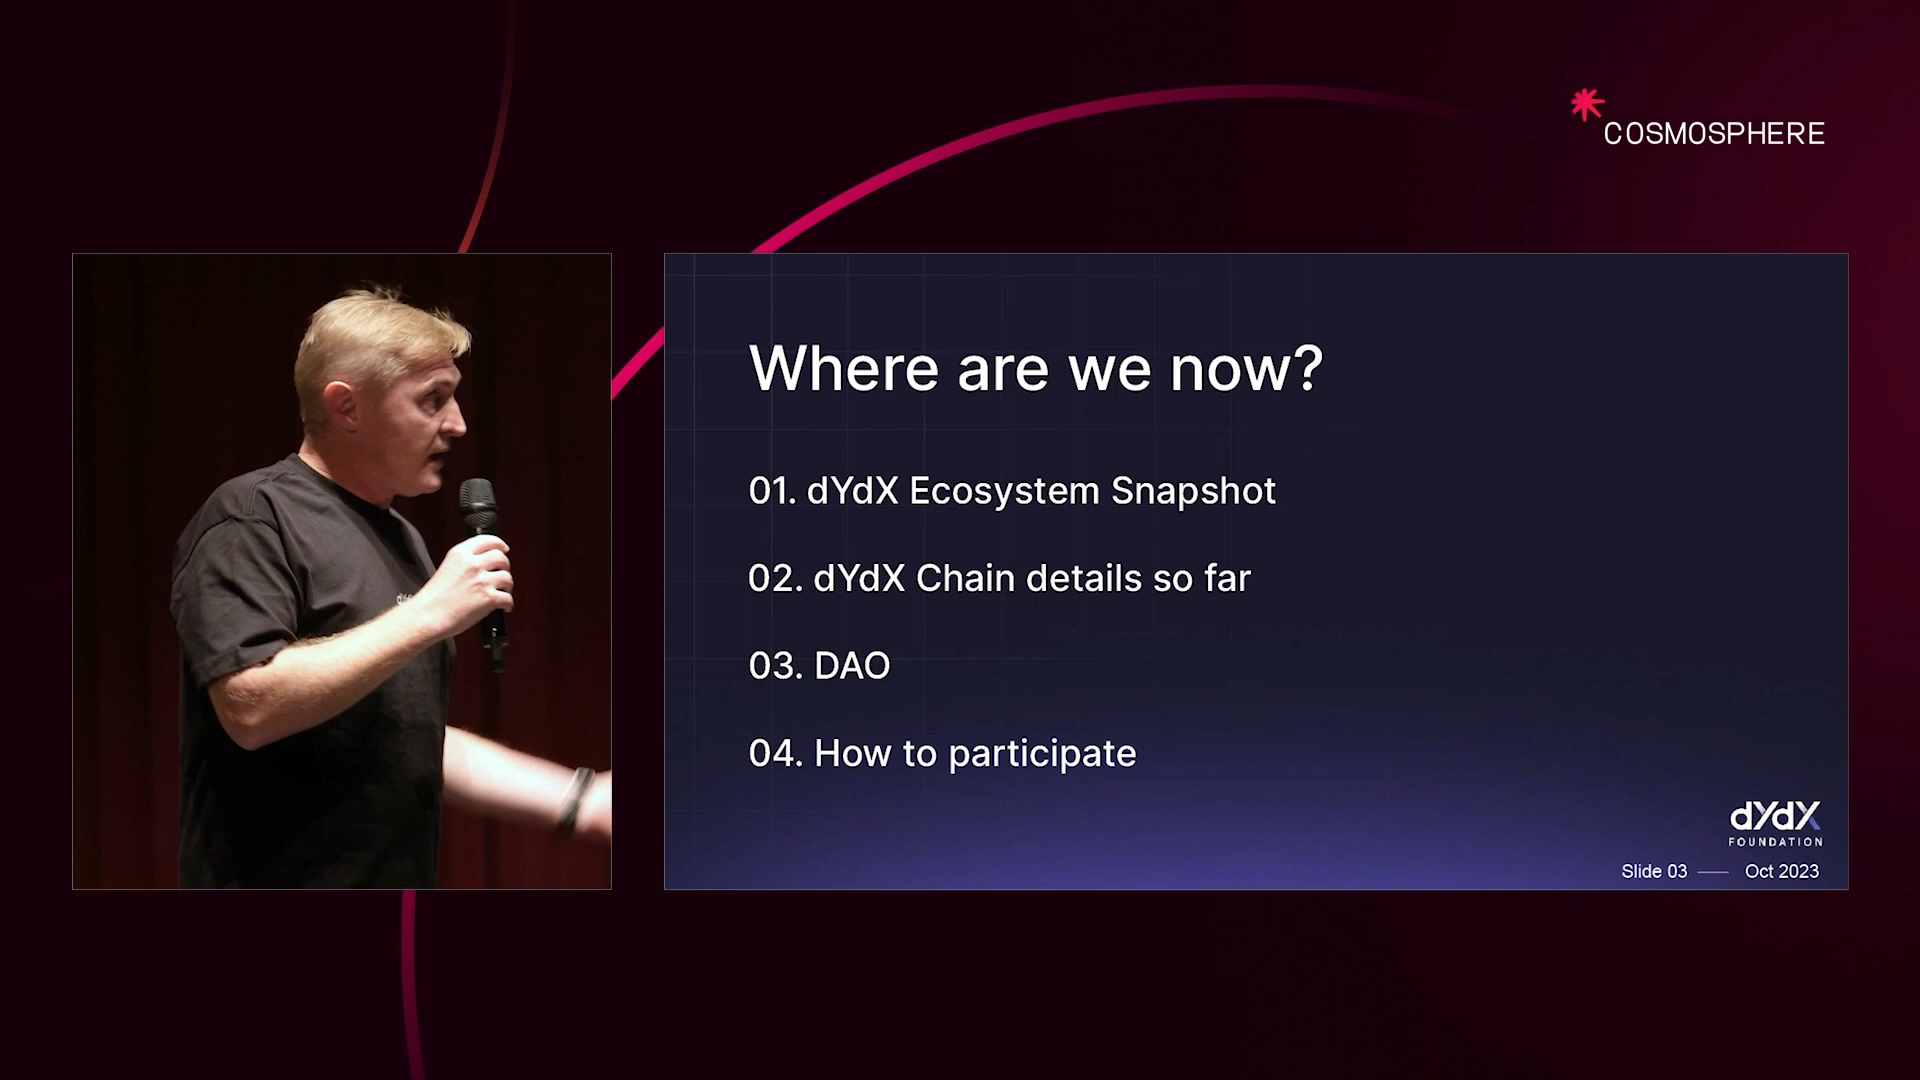 COSMOSPHERE
Where are we now?
01. dYdX Ecosystem Snapshot
02. dYdX Chain details so far
03. DAO
04. How to participate
dYdX
FOUNDATION
Slide 03 — Oct 2023